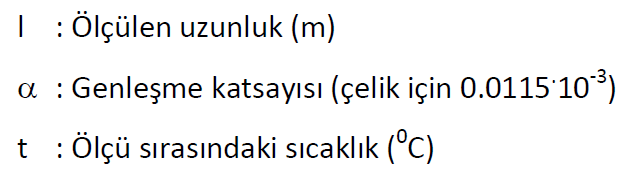 l : Ölçülen uzunluk (m)
α : Genleşme katsayısı (çelik için 0.0115·10⁻³)
t : Ölçü sırasındaki sıcaklık (⁰C)